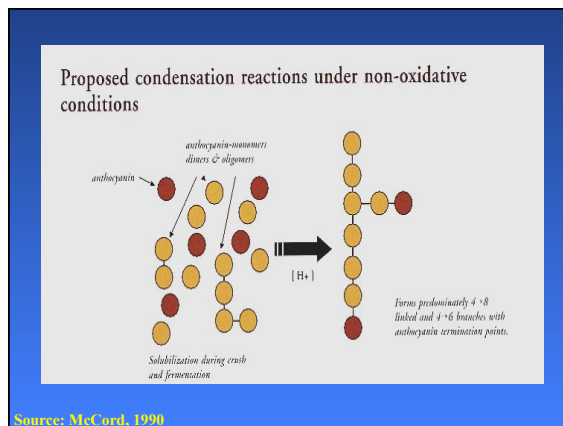 Proposed condensation reactions under non-oxidative
conditions
anthocyanin-monomers
dimers & oligomers
anthocyanin
[H+]
Forms predominately 4→8
linked and 4→6 branches with
anthocyanin termination points.
Solubilization during crush
and fermentation
Source: McCord, 1990